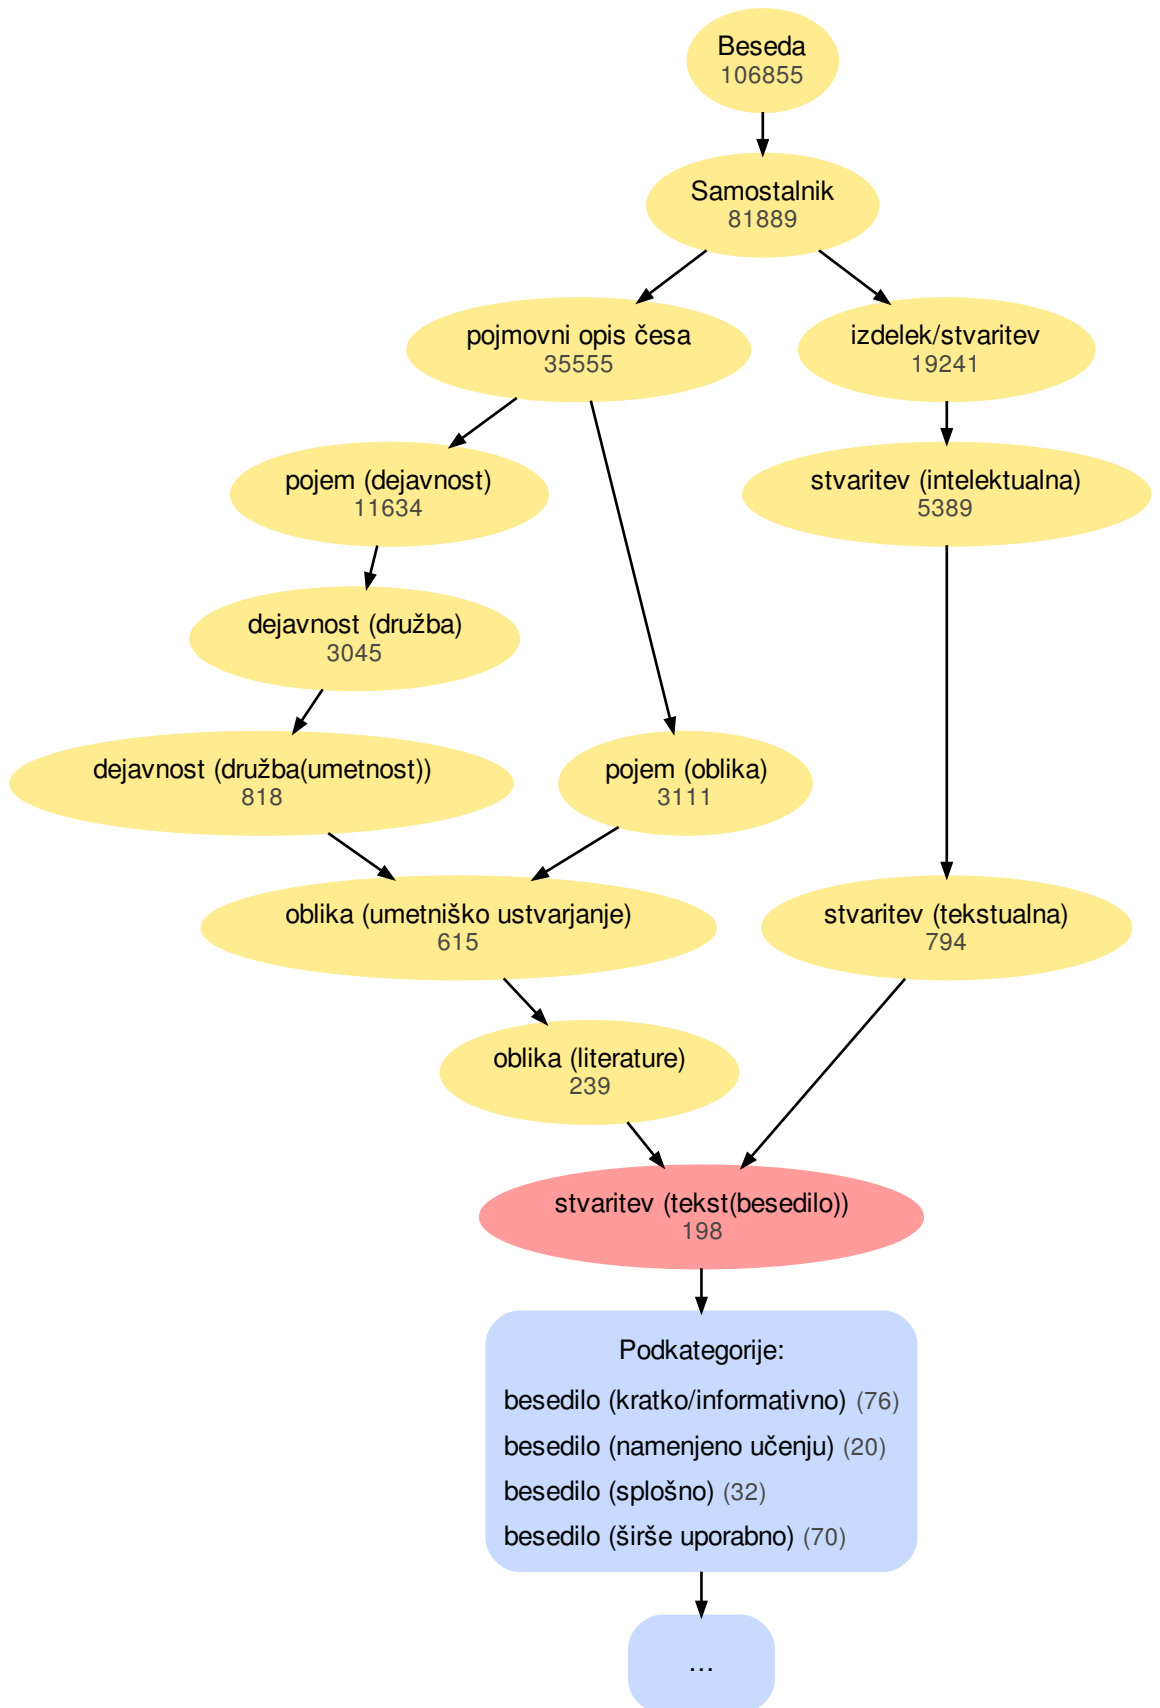 Beseda
106855
Samostalnik
81889
pojmovni opis česa
35555
izdelek/stvaritev
19241
pojem (dejavnost)
11634
stvaritev (intelektualna)
5389
dejavnost (družba)
3045
dejavnost (družba(umetnost))
818
pojem (oblika)
3111
oblika (umetniško ustvarjanje)
615
stvaritev (tekstualna)
794
oblika (literature)
239
stvaritev (tekst(besedilo))
198
Podkategorije:
besedilo (kratko/informativno) (76)
besedilo (namenjeno učenju) (20)
besedilo (splošno) (32)
besedilo (širše uporabno) (70)
...